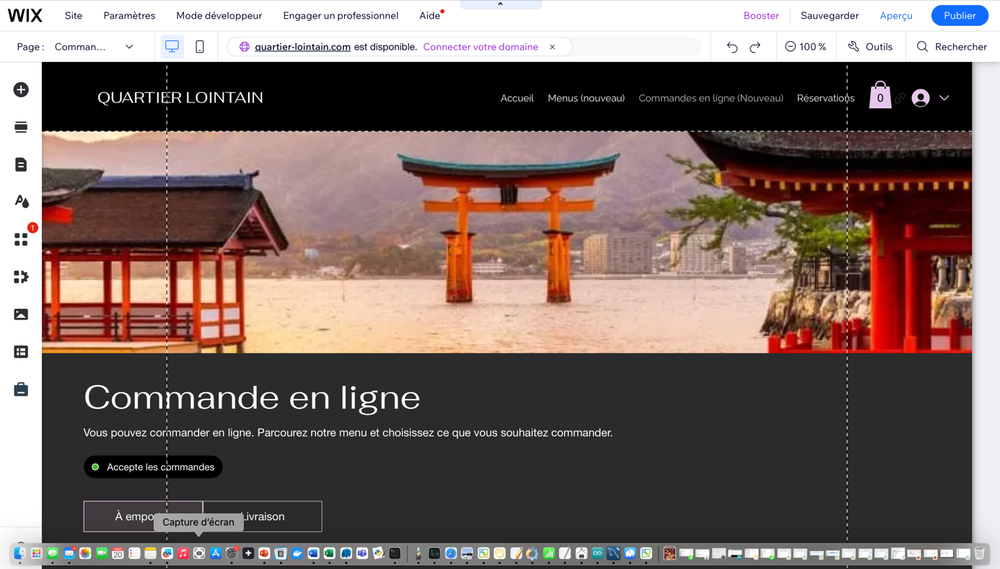 WIX Site Paramètres Mode développeur Engager un professionnel Aide Booster Sauvegarder Aperçu Publier
Page : Comman... quartier-lointain.com est disponible. Connecter votre domaine 100 % Outils Rechercher
QUARTIER LOINTAIN Accueil Menus (nouveau) Commandes en ligne (Nouveau) Réservations 0
1
Commande en ligne
Vous pouvez commander en ligne. Parcourez notre menu et choisissez ce que vous souhaitez commander.
Accepte les commandes
À empo Livraison
Capture d'écran
20